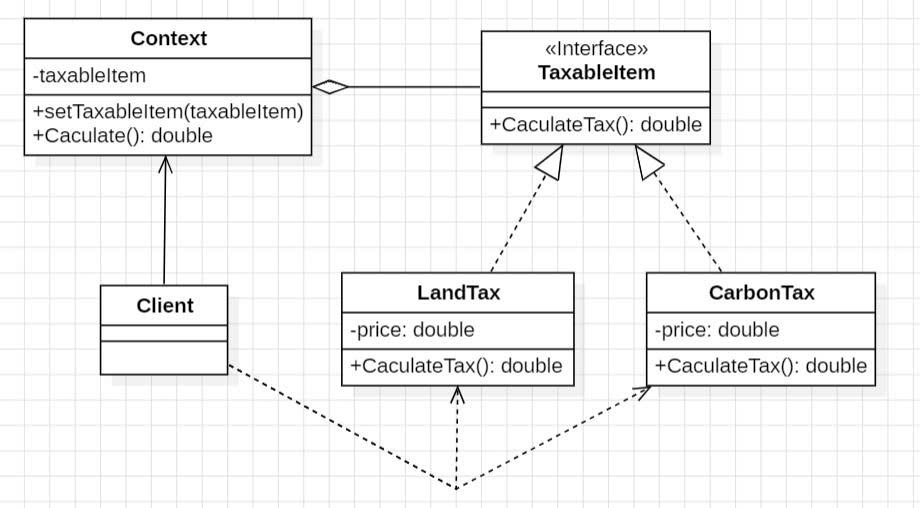 Context
-taxableItem
+setTaxableItem(taxableItem)
+Caculate(): double
«Interface»
TaxableItem
+CaculateTax(): double
Client
LandTax
-price: double
+CaculateTax(): double
CarbonTax
-price: double
+CaculateTax(): double